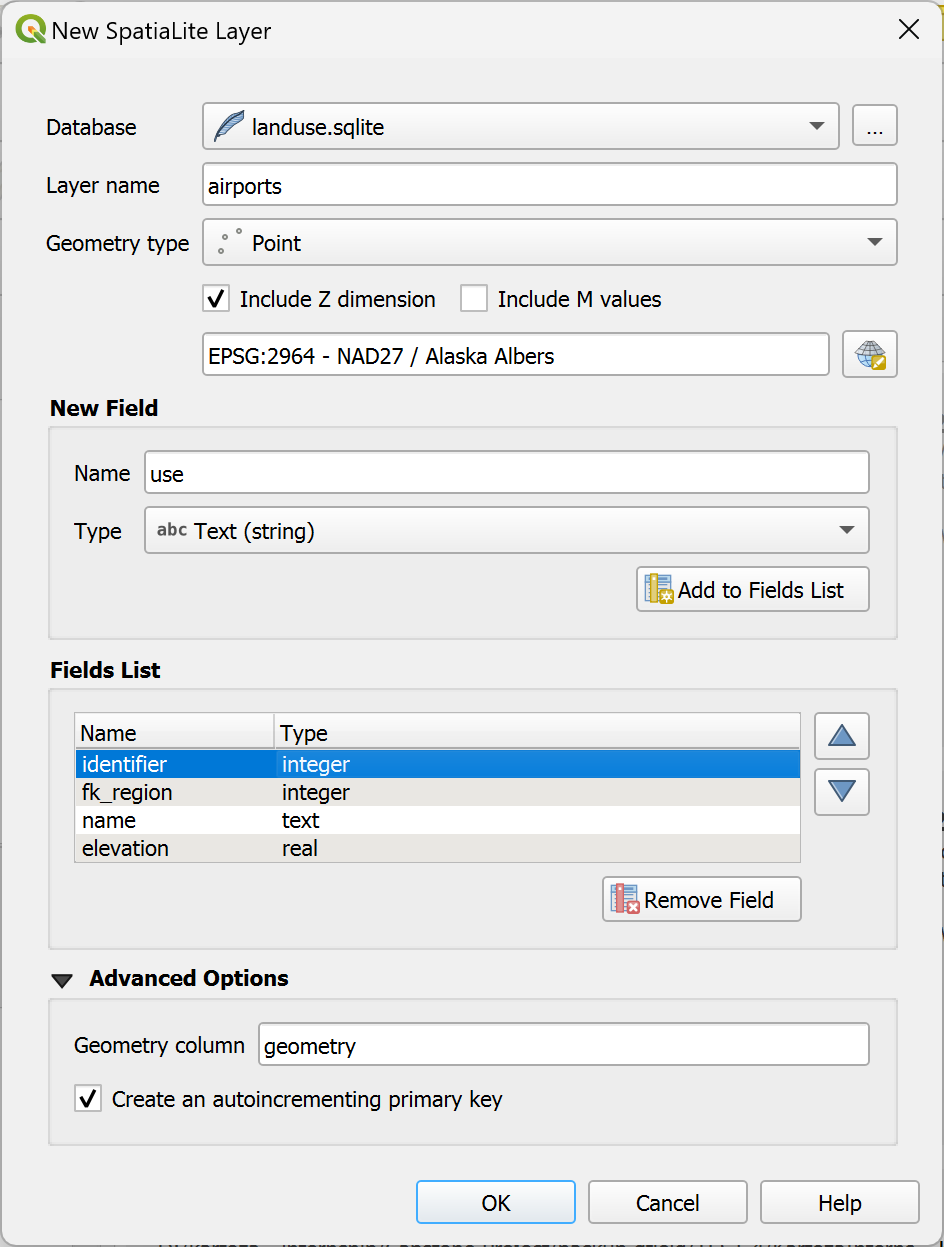 New SpatiaLite Layer
Database landuse.sqlite ...
Layer name airports
Geometry type Point
Include Z dimension Include M values
EPSG:2964 - NAD27 / Alaska Albers
New Field
Name use
Type abc Text (string)
Add to Fields List
Fields List
Name Type
identifier integer
fk_region integer
name text
elevation real
Remove Field
Advanced Options
Geometry column geometry
Create an autoincrementing primary key
OK Cancel Help